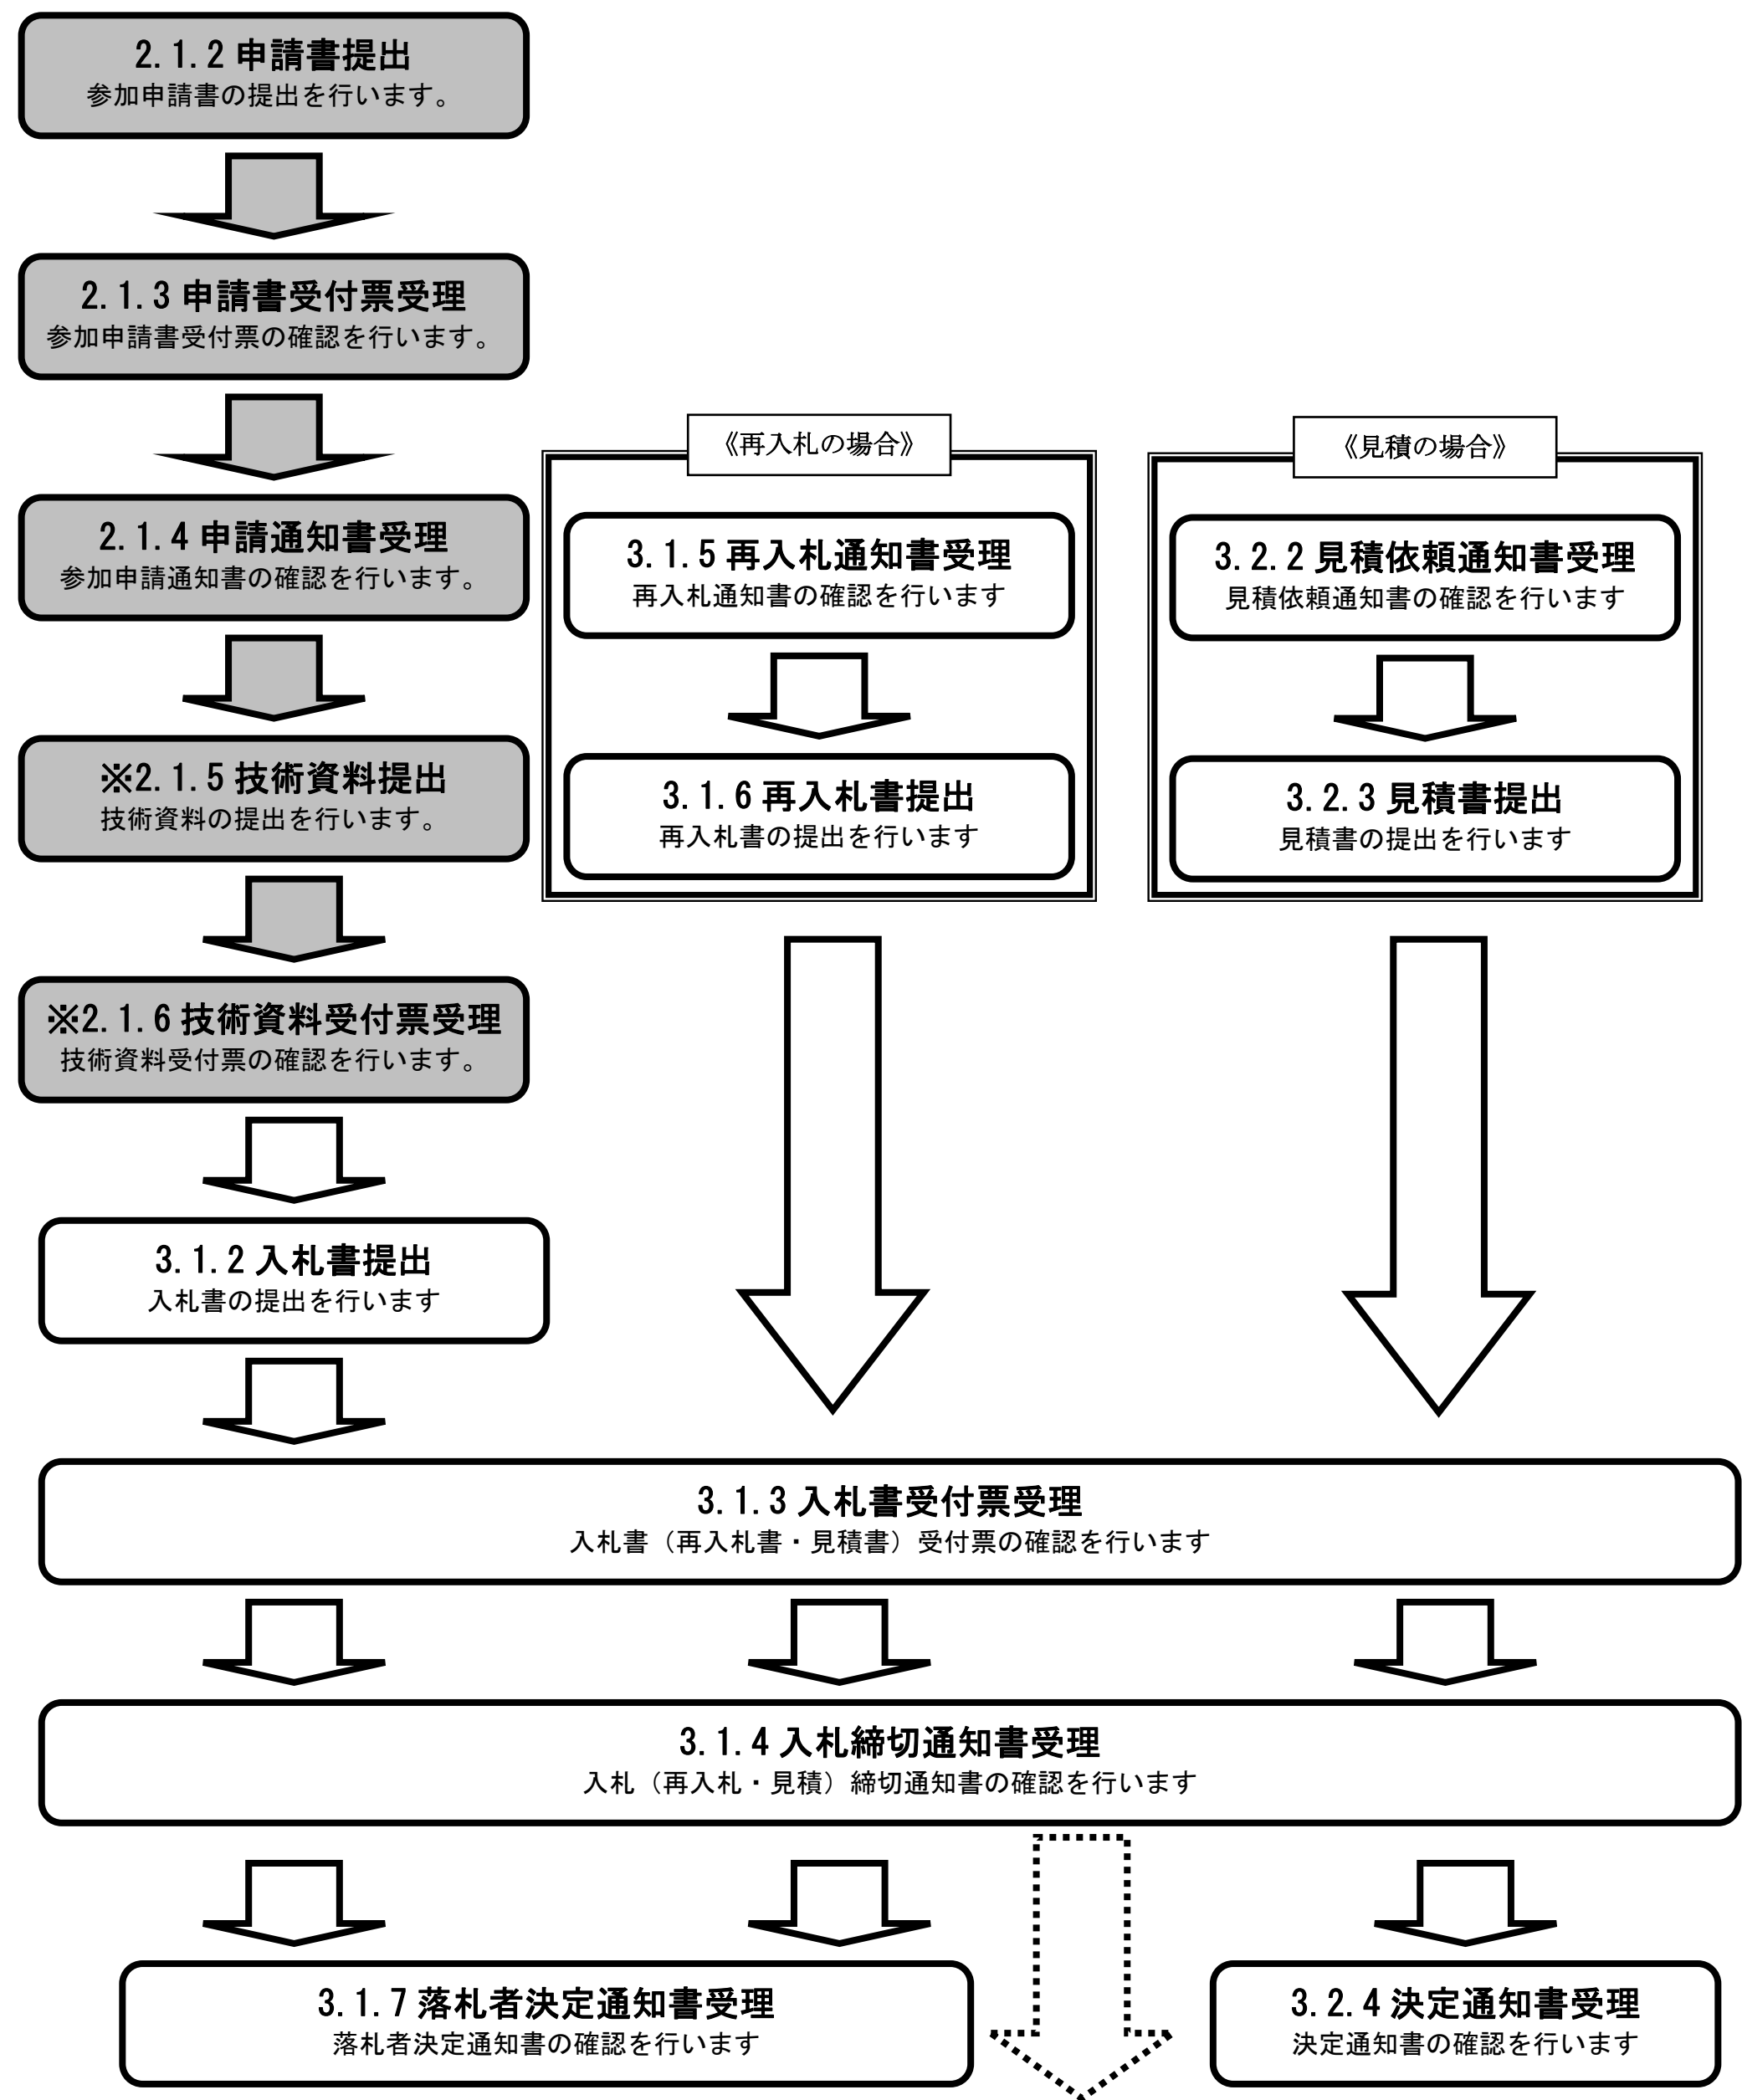 2.1.2 申請書提出
参加申請書の提出を行います。
2.1.3 申請書受付票受理
参加申請書受付票の確認を行います。
2.1.4 申請通知書受理
参加申請通知書の確認を行います。
※2.1.5 技術資料提出
技術資料の提出を行います。
※2.1.6 技術資料受付票受理
技術資料受付票の確認を行います。
3.1.2 入札書提出
入札書の提出を行います
《再入札の場合》
3.1.5 再入札通知書受理
再入札通知書の確認を行います
3.1.6 再入札書提出
再入札書の提出を行います
《見積の場合》
3.2.2 見積依頼通知書受理
見積依頼通知書の確認を行います
3.2.3 見積書提出
見積書の提出を行います
3.1.3 入札書受付票受理
入札書（再入札書・見積書）受付票の確認を行います
3.1.4 入札締切通知書受理
入札（再入札・見積）締切通知書の確認を行います
3.1.7 落札者決定通知書受理
落札者決定通知書の確認を行います
3.2.4 決定通知書受理
決定通知書の確認を行います